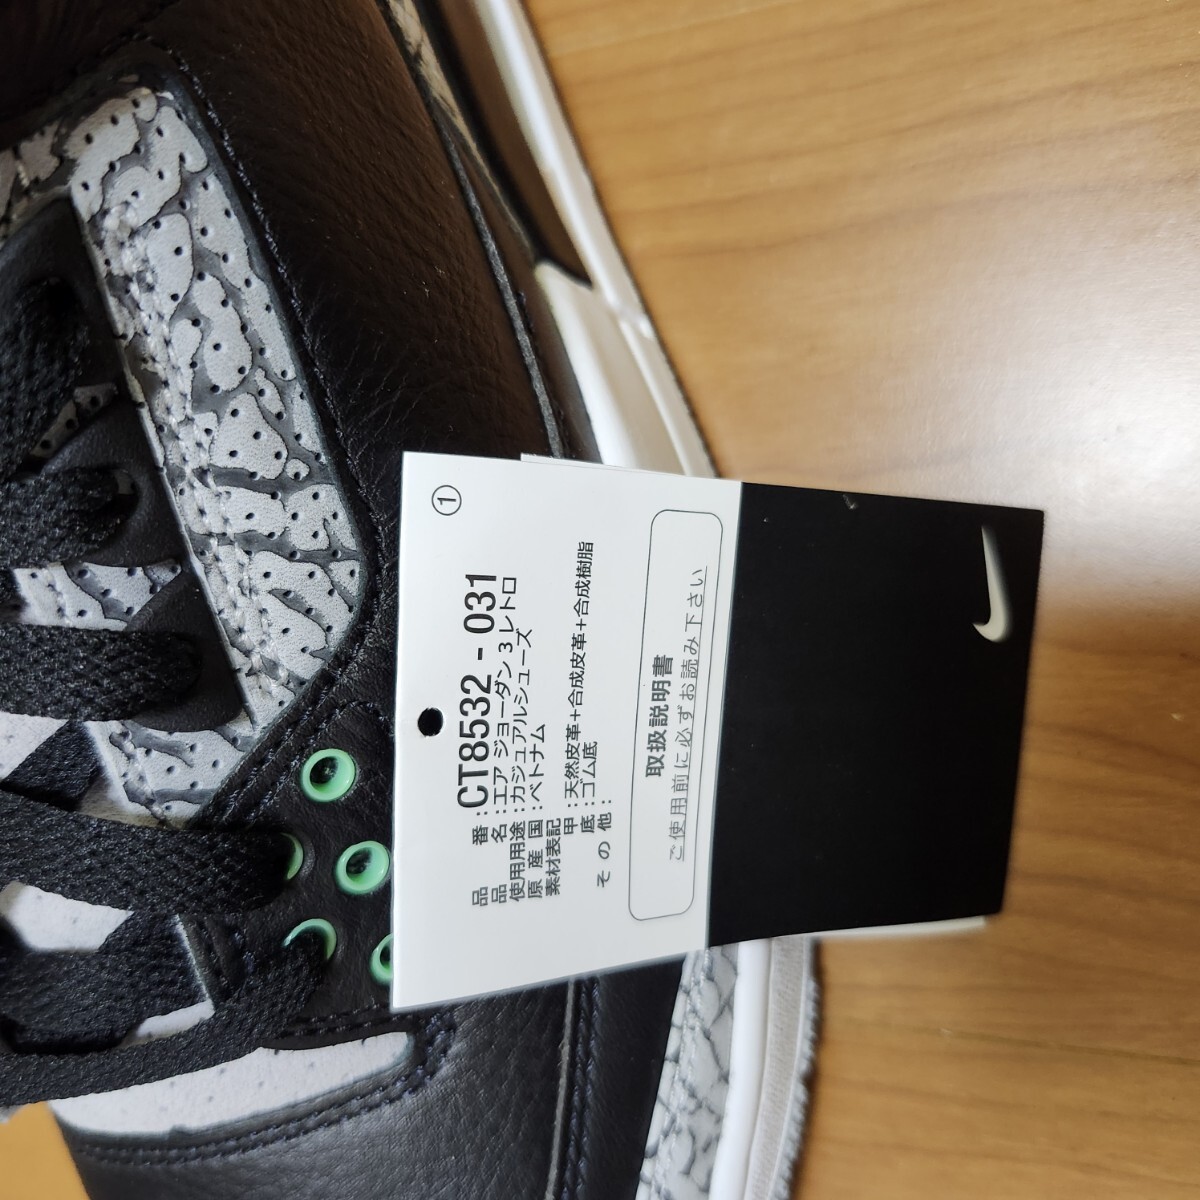 ①
品番:CT8532-031
品名:エア ジョーダン 3 レトロ
使用用途:カジュアルシューズ
原産国:ベトナム
素材表記
甲:天然皮革+合成皮革+合成樹脂
底:ゴム底
その他:
取扱説明書
ご使用前に必ずお読み下さい